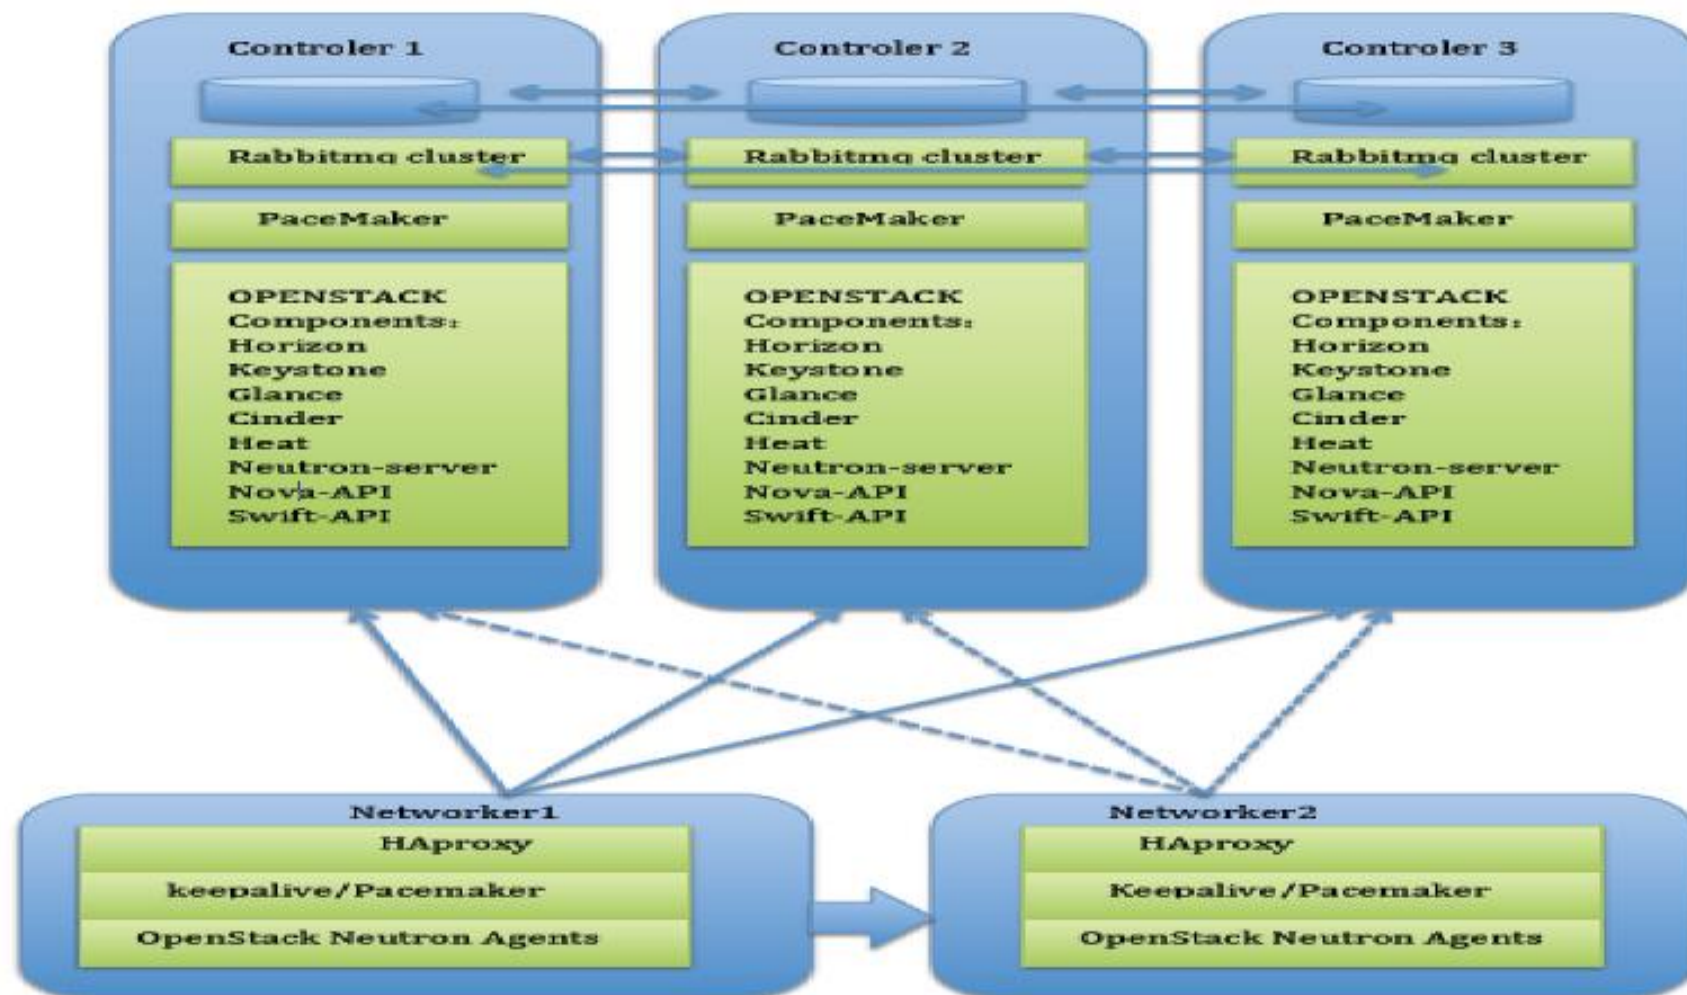 Controler 1
Rabbitmq cluster
PaceMaker
OPENSTACK
Components:
Horizon
Keystone
Glance
Cinder
Heat
Neutron-server
Nova-API
Swift-API
Controler 2
Rabbitmq cluster
PaceMaker
OPENSTACK
Components:
Horizon
Keystone
Glance
Cinder
Heat
Neutron-server
Nova-API
Swift-API
Controler 3
Rabbitmq cluster
PaceMaker
OPENSTACK
Components:
Horizon
Keystone
Glance
Cinder
Heat
Neutron-server
Nova-API
Swift-API
Networker1
HAproxy
keepalive/Pacemaker
OpenStack Neutron Agents
Networker2
HAproxy
Keepalive/Pacemaker
OpenStack Neutron Agents